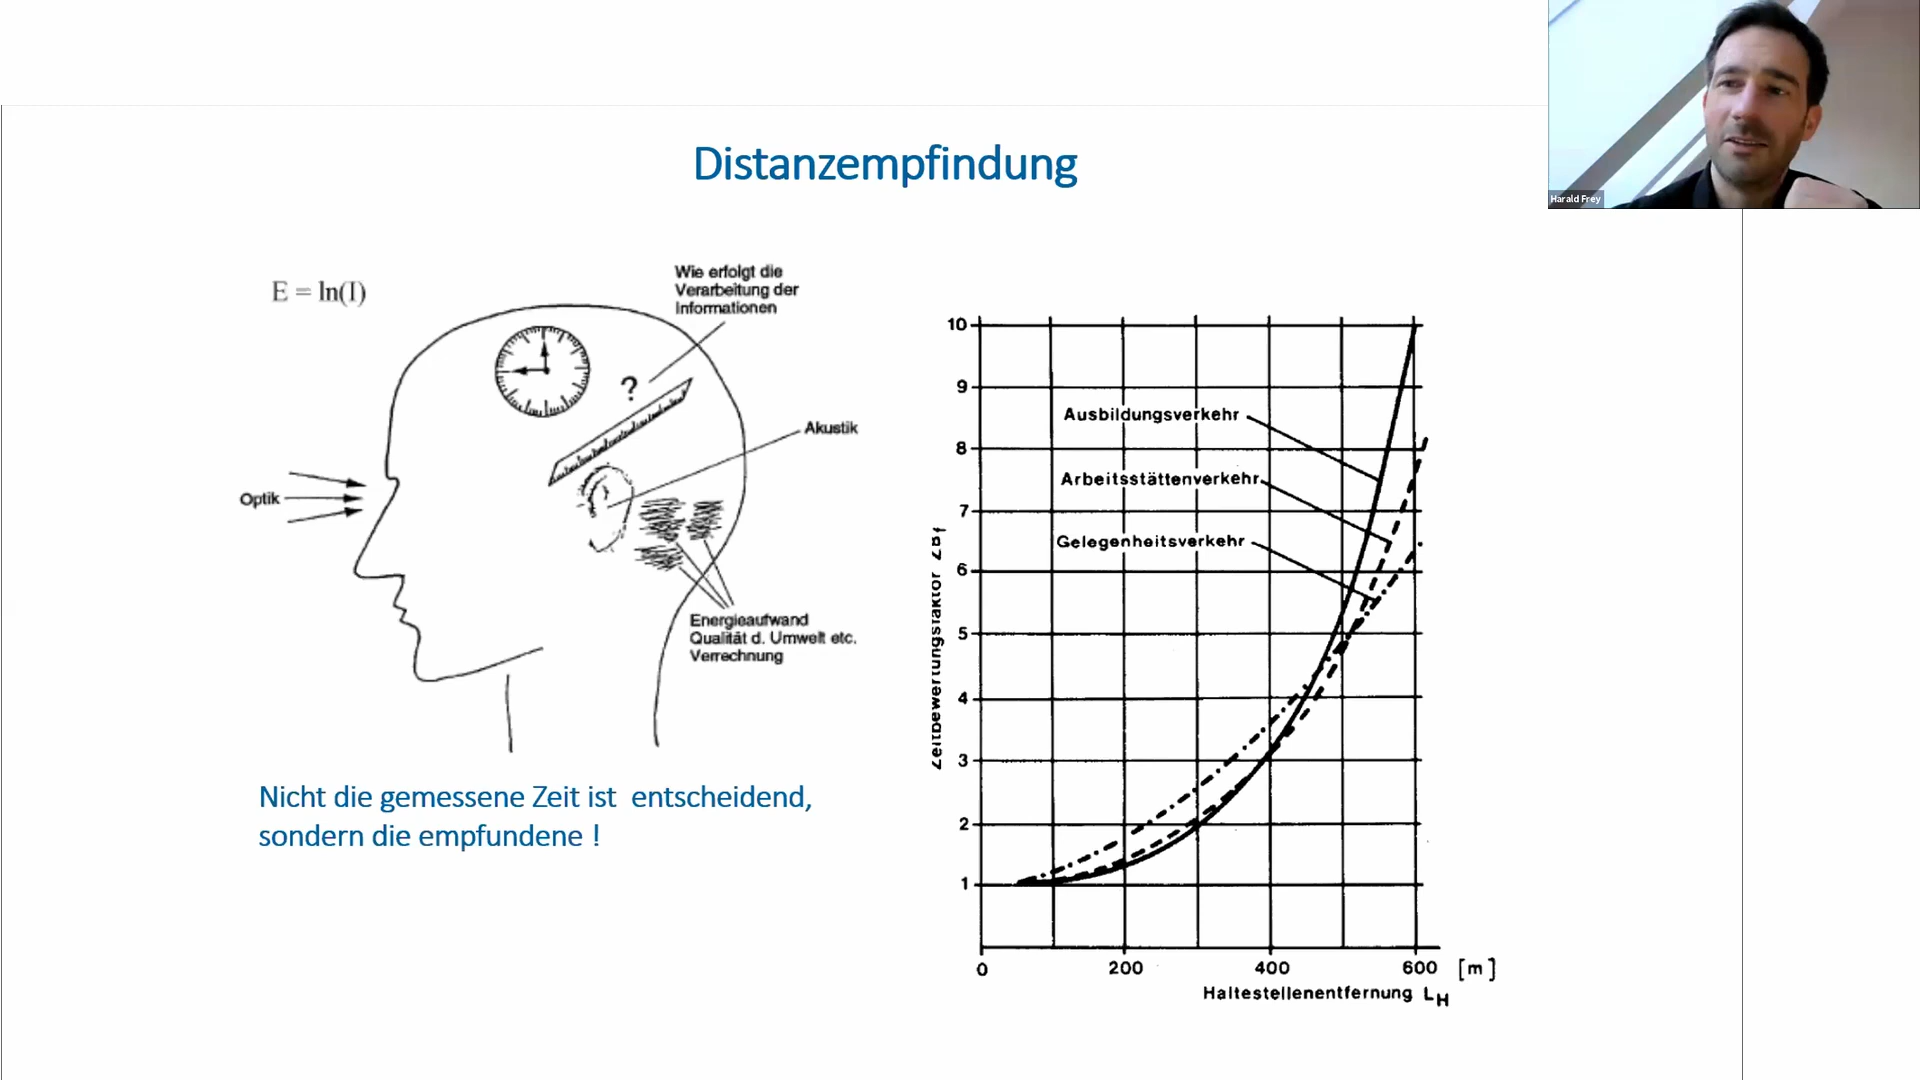 Harald Frey
Distanzempfindung
E = ln(I)
Wie erfolgt die
Verarbeitung der
Informationen
?
Akustik
Optik
Energieaufwand
Qualität d. Umwelt etc.
Verrechnung
Nicht die gemessene Zeit ist entscheidend,
sondern die empfundene !
Zeitbewertungsfaktor ZBf
10
9
8
7
6
5
4
3
2
1
Ausbildungsverkehr
Arbeitsstättenverkehr
Gelegenheitsverkehr
0 200 400 600 [m]
Haltestellenentfernung LH